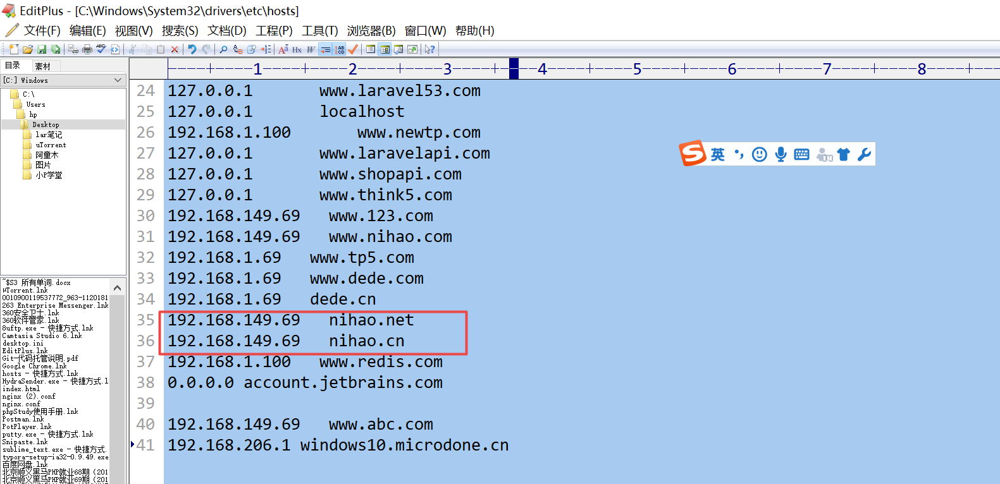 EditPlus - [C:\Windows\System32\drivers\etc\hosts]
文件(F) 编辑(E) 视图(V) 搜索(S) 文档(D) 工程(P) 工具(T) 浏览器(B) 窗口(W) 帮助(H)
目录 素材
[C:] Windows
C:\
Users
hp
Desktop
lar笔记
uTorrent
阿童木
图片
小P学堂
~$S3 所有单词.docx
µTorrent.lnk
0010900119537772_963-1120181
263 Enterprise Messenger.lnk
360安全卫士.lnk
360软件管家.lnk
8uftp.exe - 快捷方式.lnk
Camtasia Studio 6.lnk
desktop.ini
EditPlus.lnk
Git-代码托管说明.pdf
Google Chrome.lnk
hosts - 快捷方式.lnk
HydraSender.exe - 快捷方式.l
index.html
nginx (2).conf
nginx.conf
phpStudy使用手册.lnk
Postman.lnk
PotPlayer.lnk
putty.exe - 快捷方式.lnk
Snipaste.lnk
sublime_text.exe - 快捷方式.
typora-setup-ia32-0.9.49.exe
百度网盘.lnk
北京顺义黑马PHP就业68期（201
北京顺义黑马PHP就业69期（201
1 2 3 4 5 6 7 8
24 127.0.0.1 www.laravel53.com
25 127.0.0.1 localhost
26 192.168.1.100 www.newtp.com
27 127.0.0.1 www.laravelapi.com
28 127.0.0.1 www.shopapi.com
29 127.0.0.1 www.think5.com
30 192.168.149.69 www.123.com
31 192.168.149.69 www.nihao.com
32 192.168.1.69 www.tp5.com
33 192.168.1.69 www.dede.com
34 192.168.1.69 dede.cn
35 192.168.149.69 nihao.net
36 192.168.149.69 nihao.cn
37 192.168.1.100 www.redis.com
38 0.0.0.0 account.jetbrains.com
39
40 192.168.149.69 www.abc.com
41 192.168.206.1 windows10.microdone.cn
S 英